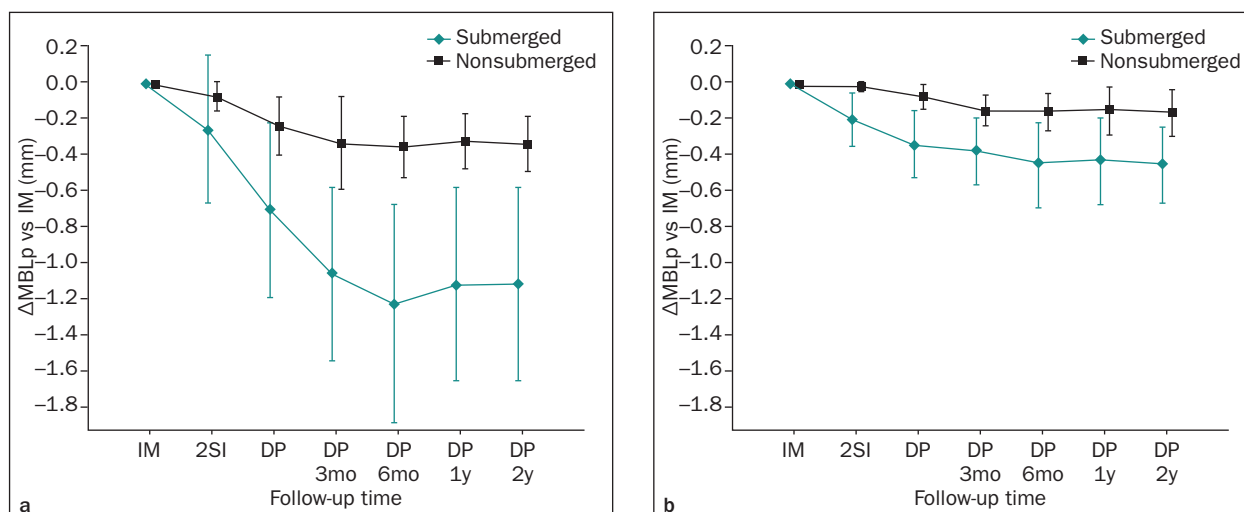 Submerged
Nonsubmerged
0.2
0.0
–0.2
–0.4
–0.6
–0.8
–1.0
–1.2
–1.4
–1.6
–1.8
ΔMBLp vs IM (mm)
IM 2SI DP DP DP DP DP
3mo 6mo 1y 2y
Follow-up time
a
Submerged
Nonsubmerged
0.2
0.0
–0.2
–0.4
–0.6
–0.8
–1.0
–1.2
–1.4
–1.6
–1.8
ΔMBLp vs IM (mm)
IM 2SI DP DP DP DP DP
3mo 6mo 1y 2y
Follow-up time
b